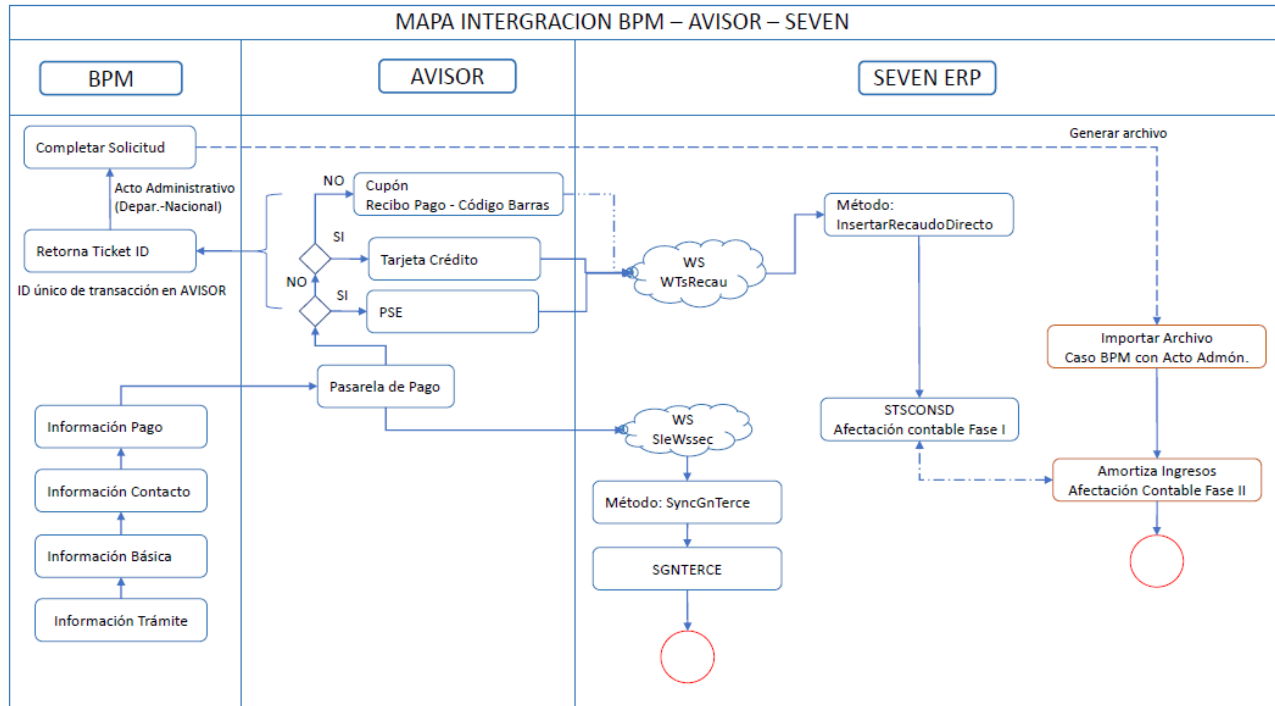 MAPA INTERGRACION BPM – AVISOR – SEVEN
BPM
AVISOR
SEVEN ERP
Completar Solicitud
Generar archivo
Acto Administrativo
(Depar.-Nacional)
Retorna Ticket ID
ID único de transacción en AVISOR
NO
Cupón
Recibo Pago - Código Barras
SI
Tarjeta Crédito
NO
SI
PSE
Pasarela de Pago
WS
WTsRecau
Método:
InsertarRecaudoDirecto
Importar Archivo
Caso BPM con Acto Admón.
STSCONSD
Afectación contable Fase I
Amortiza Ingresos
Afectación Contable Fase II
WS
SIeWssec
Método: SyncGnTerce
SGNTERCE
Información Pago
Información Contacto
Información Básica
Información Trámite